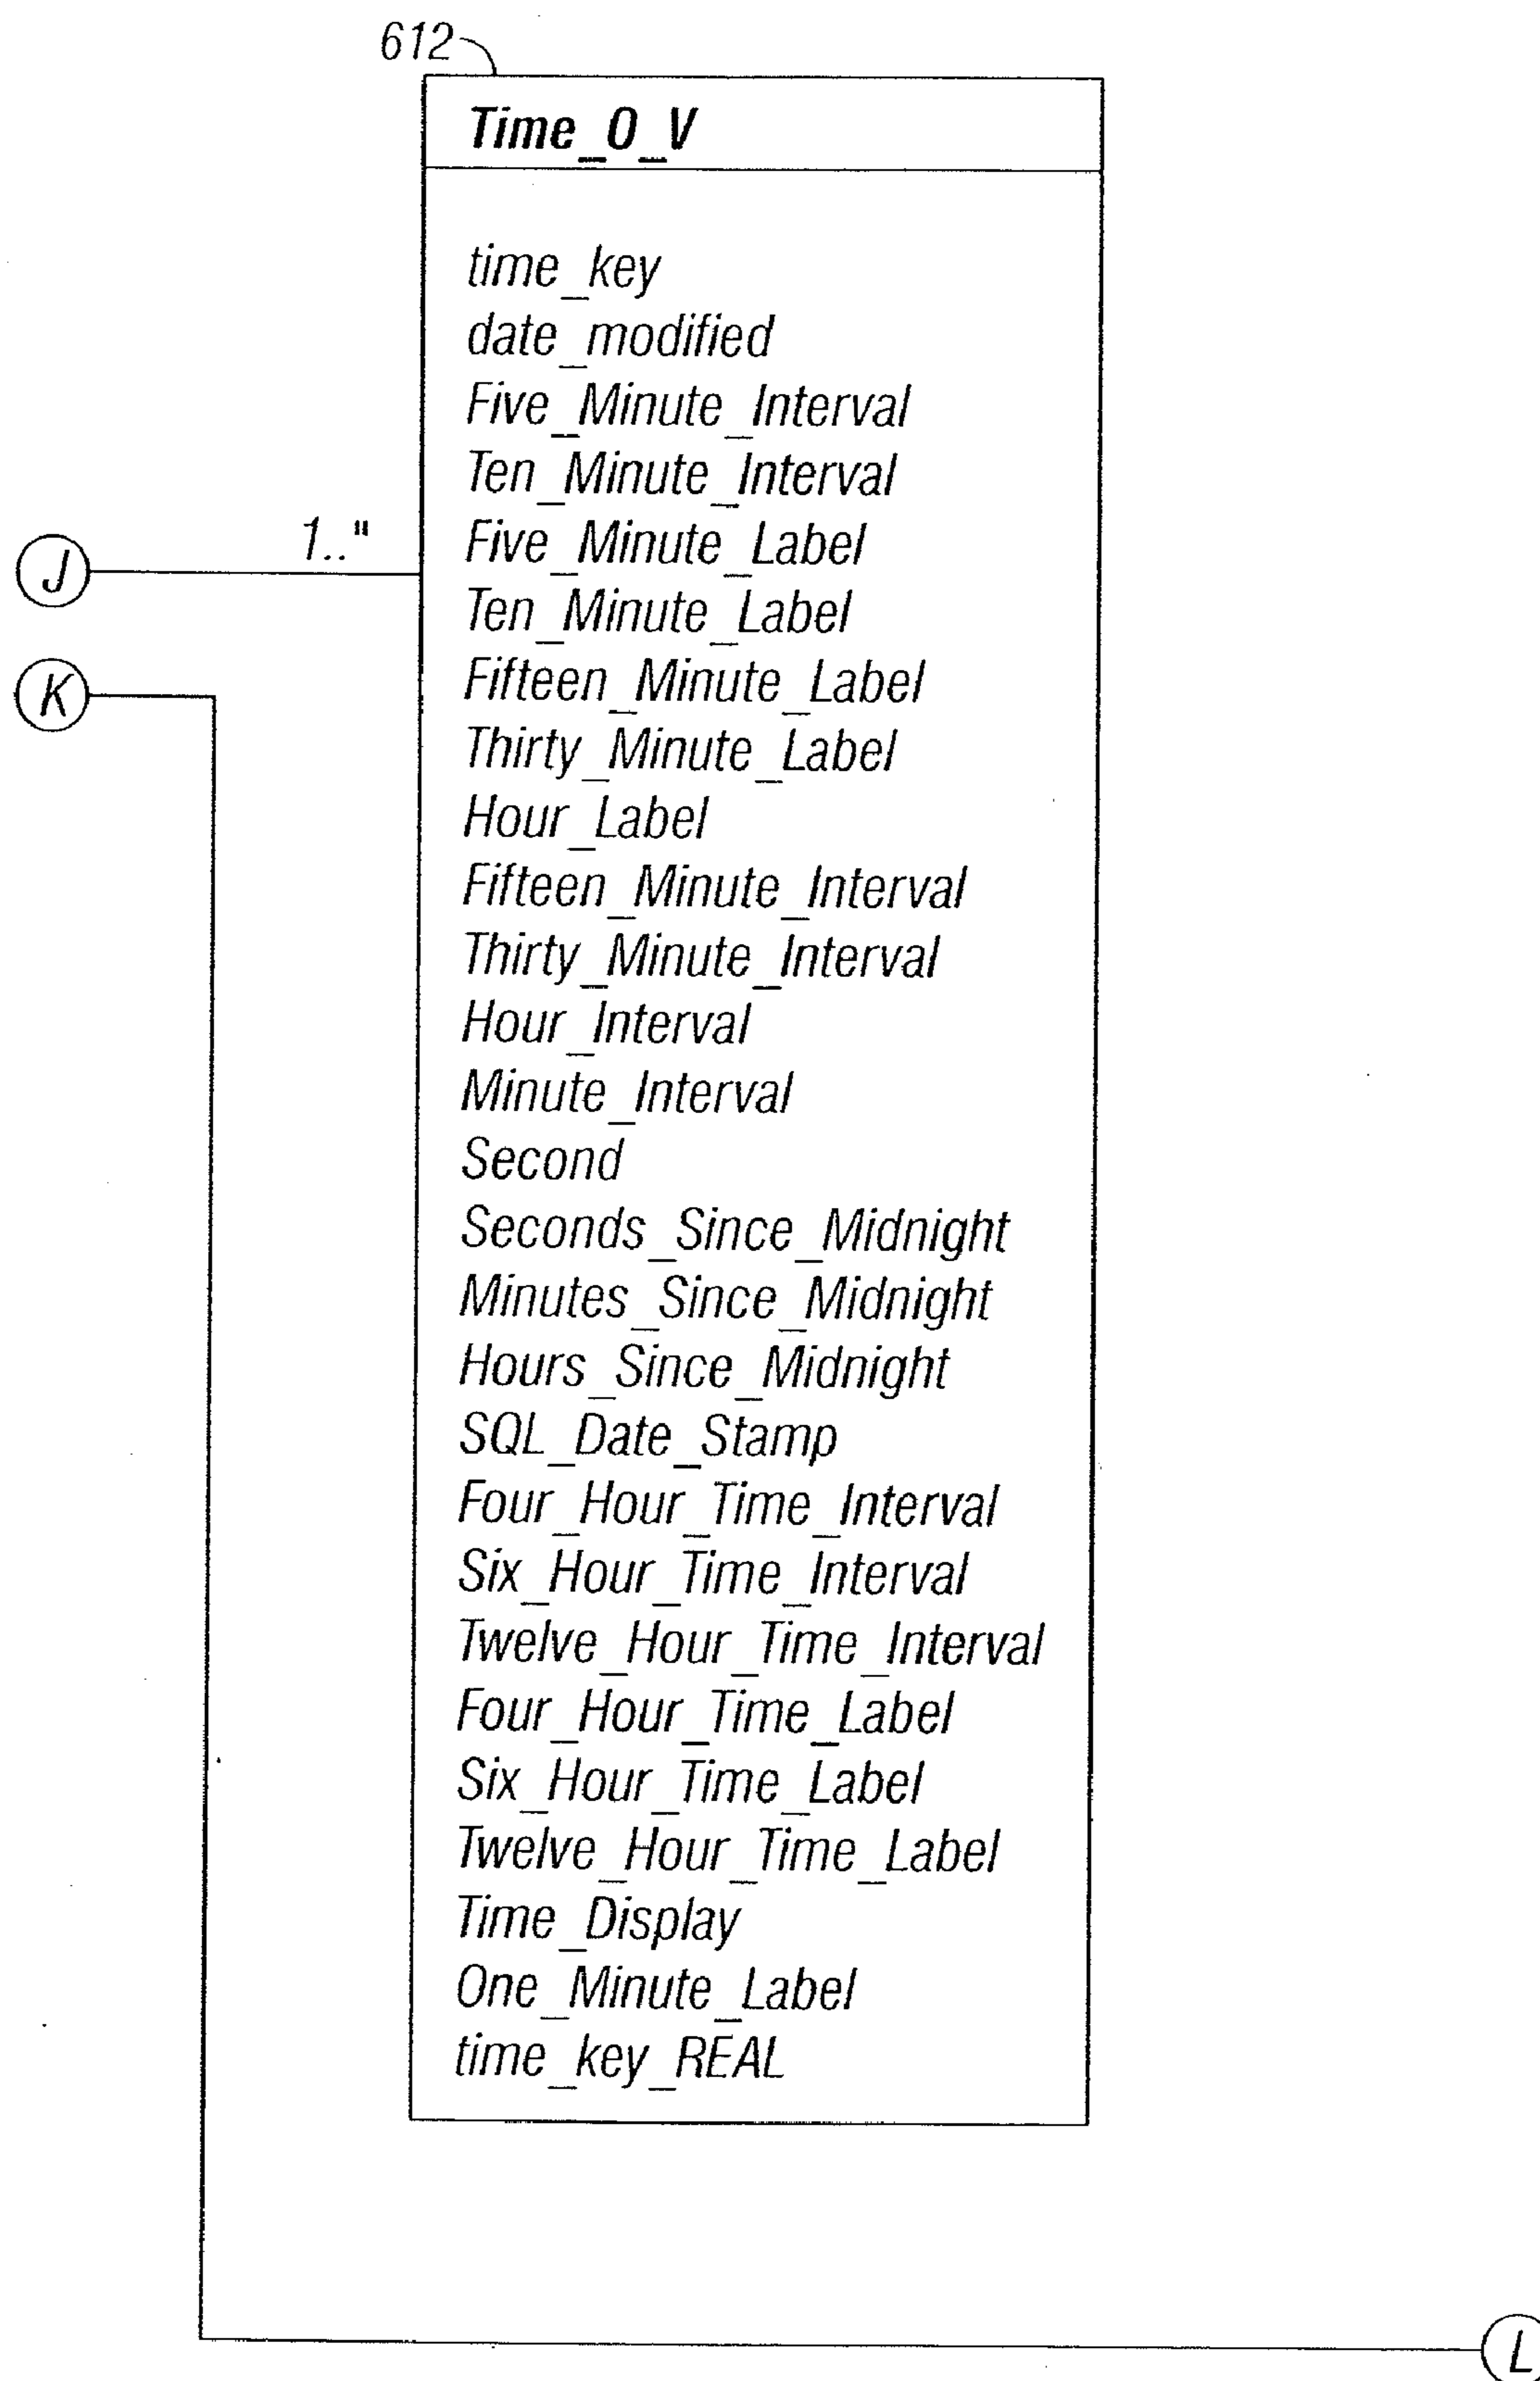 612
Time_O_V
time_key
date_modified
Five_Minute_Interval
Ten_Minute_Interval
1.."
Five_Minute_Label
J
Ten_Minute_Label
K
Fifteen_Minute_Label
Thirty_Minute_Label
Hour_Label
Fifteen_Minute_Interval
Thirty_Minute_Interval
Hour_Interval
Minute_Interval
Second
Seconds_Since_Midnight
Minutes_Since_Midnight
Hours_Since_Midnight
SQL_Date_Stamp
Four_Hour_Time_Interval
Six_Hour_Time_Interval
Twelve_Hour_Time_Interval
Four_Hour_Time_Label
Six_Hour_Time_Label
Twelve_Hour_Time_Label
Time_Display
One_Minute_Label
time_key_REAL
L